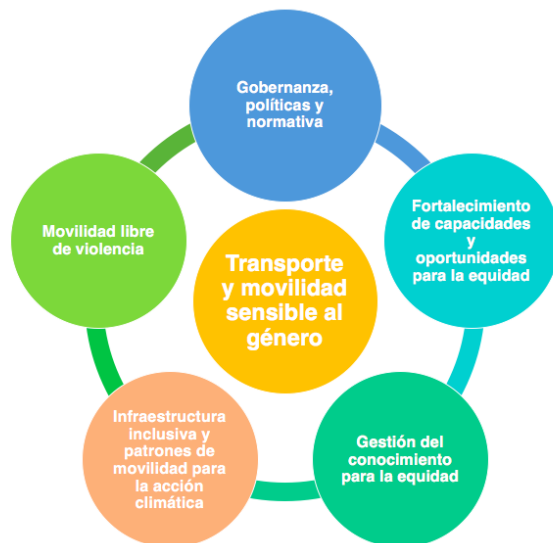 Gobernanza,
políticas y
normativa
Fortalecimiento
de capacidades
y
oportunidades
para la equidad
Gestión del
conocimiento
para la equidad
Infraestructura
inclusiva y
patrones de
movilidad para
la acción
climática
Movilidad libre
de violencia
Transporte
y movilidad
sensible al
género